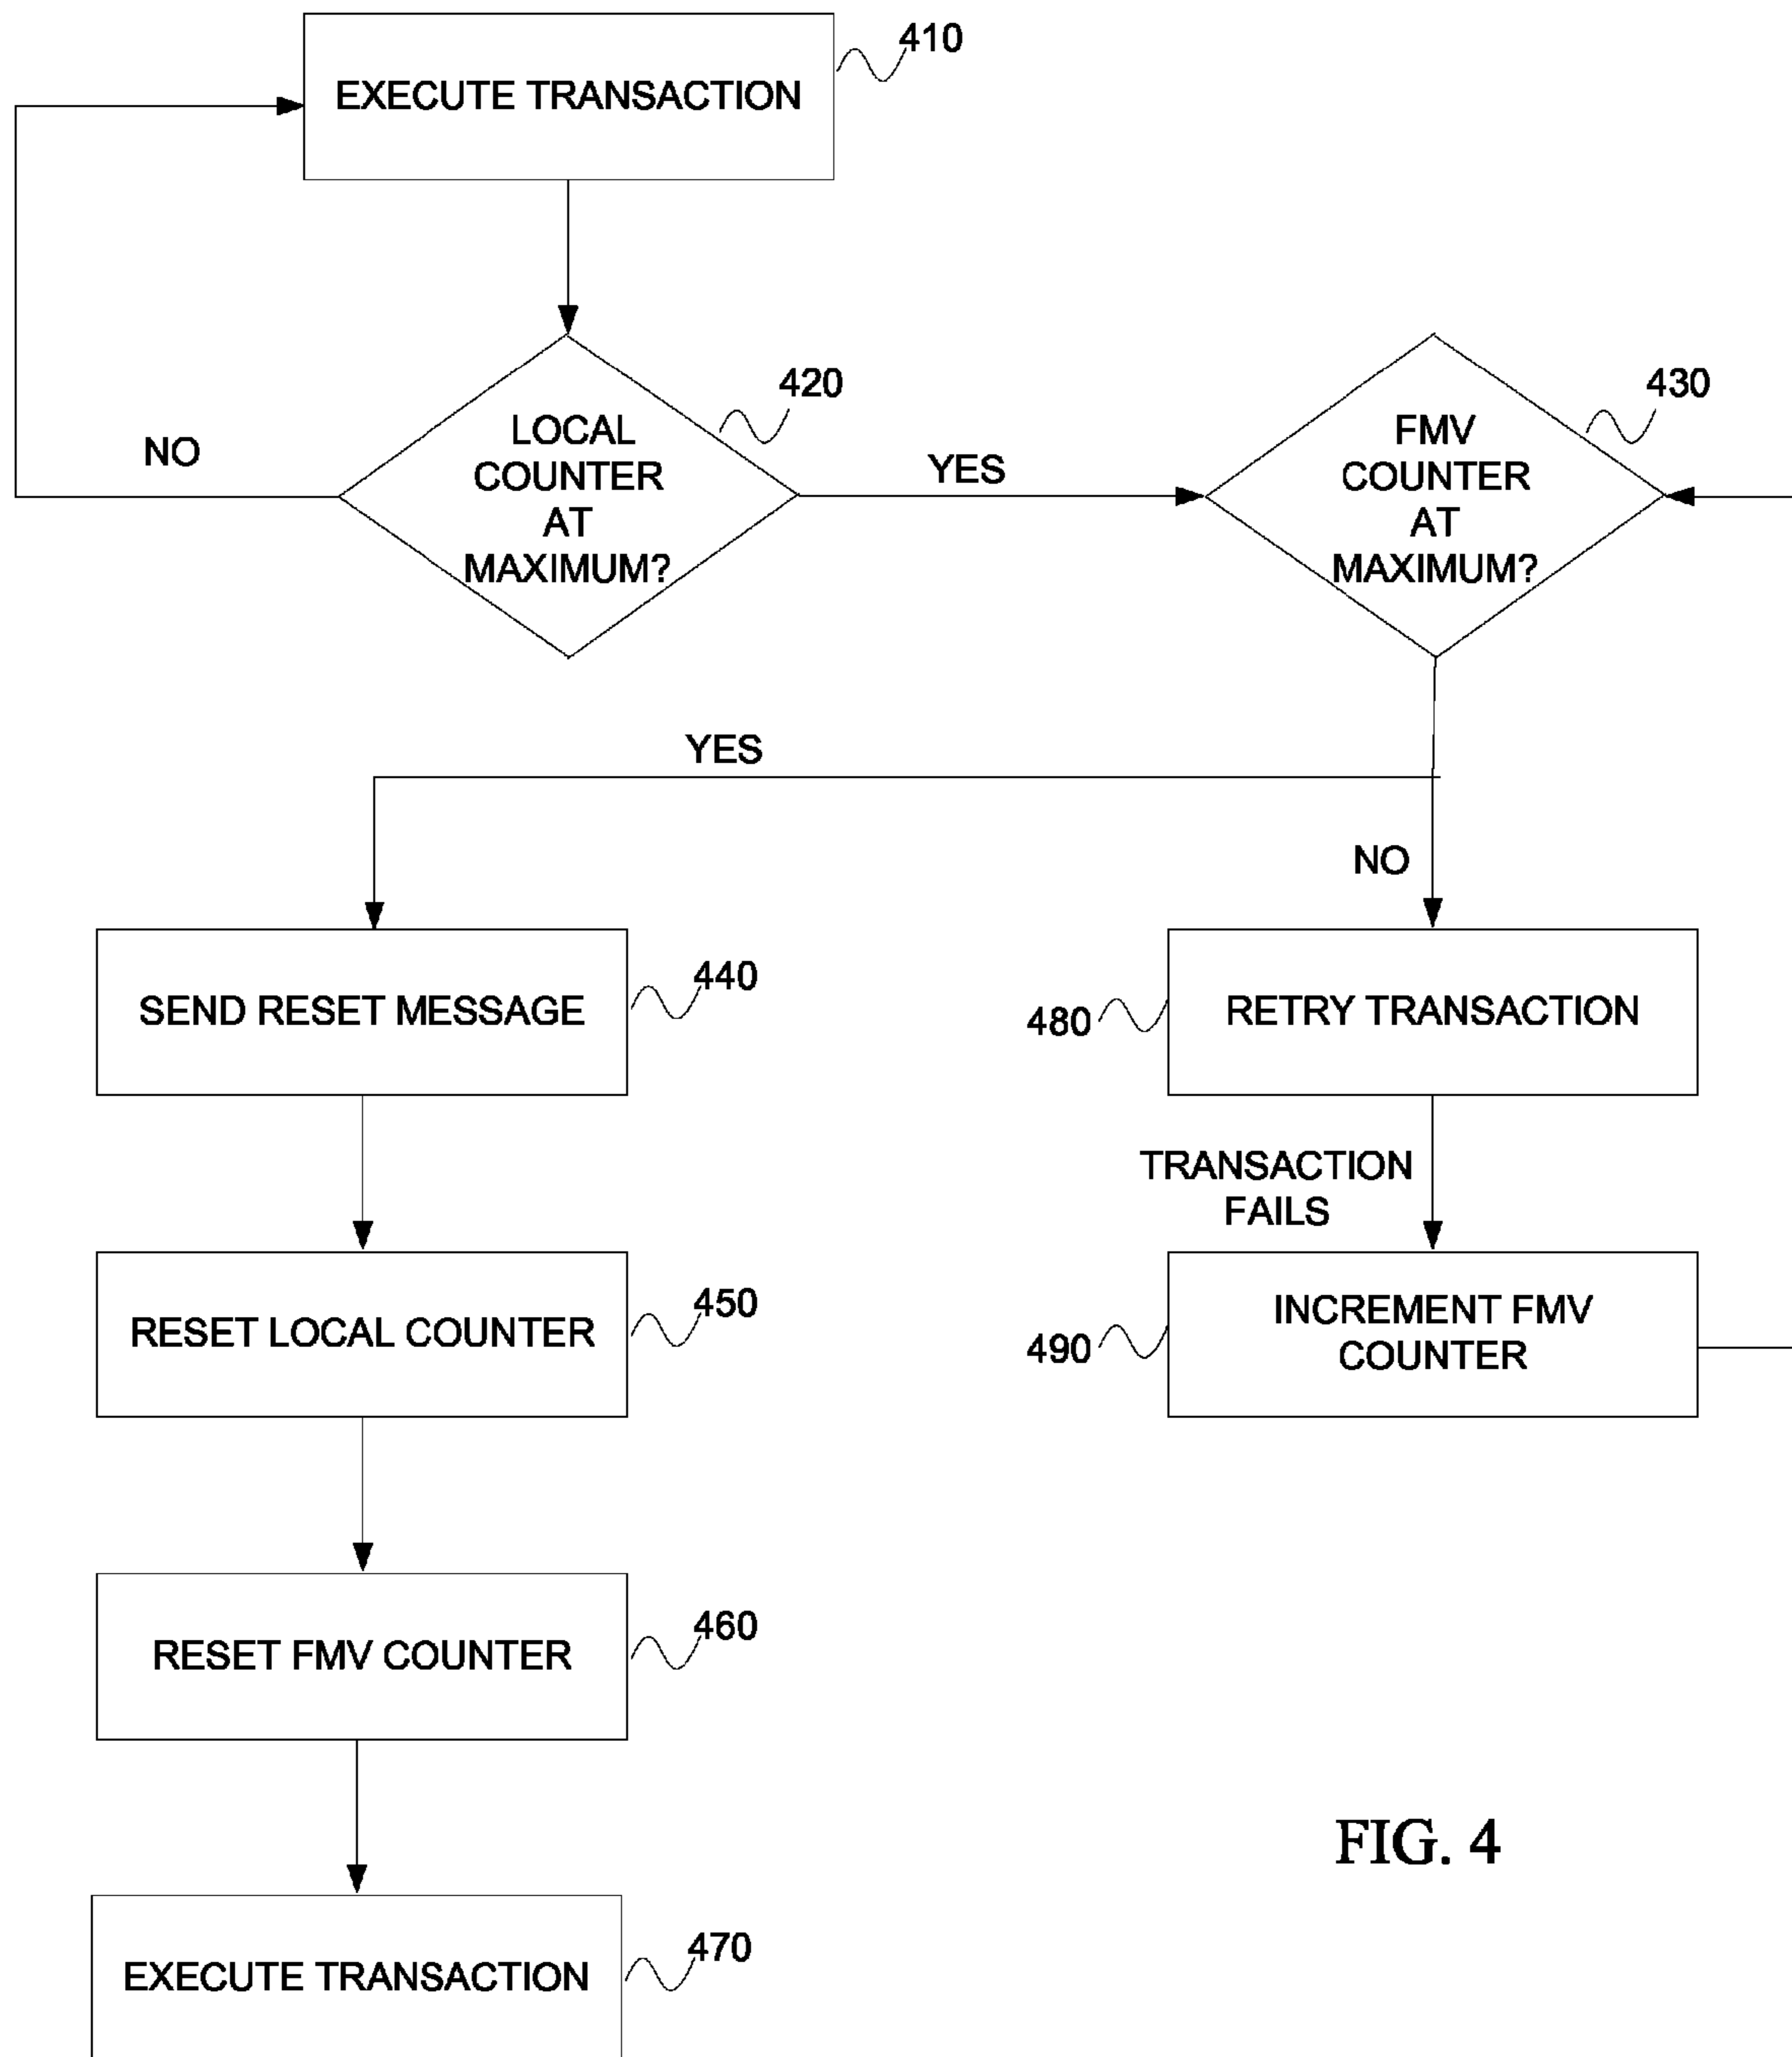 410
EXECUTE TRANSACTION
420
LOCAL
COUNTER
AT
MAXIMUM?
NO
YES
430
FMV
COUNTER
AT
MAXIMUM?
YES
NO
440
SEND RESET MESSAGE
480
RETRY TRANSACTION
TRANSACTION
FAILS
450
RESET LOCAL COUNTER
490
INCREMENT FMV
COUNTER
460
RESET FMV COUNTER
FIG. 4
470
EXECUTE TRANSACTION